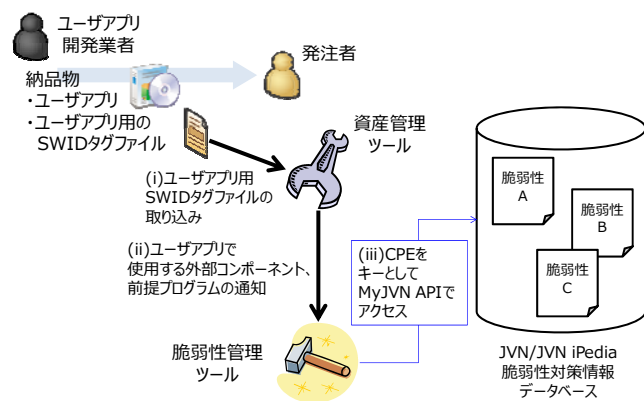 ユーザアプリ
開発業者
発注者
納品物
・ユーザアプリ
・ユーザアプリ用の
SWIDタグファイル
資産管理
ツール
(i)ユーザアプリ用
SWIDタグファイルの
取り込み
(ii)ユーザアプリで
使用する外部コンポーネント、
前提プログラムの通知
(iii)CPEを
キーとして
MyJVN APIで
アクセス
脆弱性管理
ツール
脆弱性
A
脆弱性
B
脆弱性
C
JVN/JVN iPedia
脆弱性対策情報
データベース